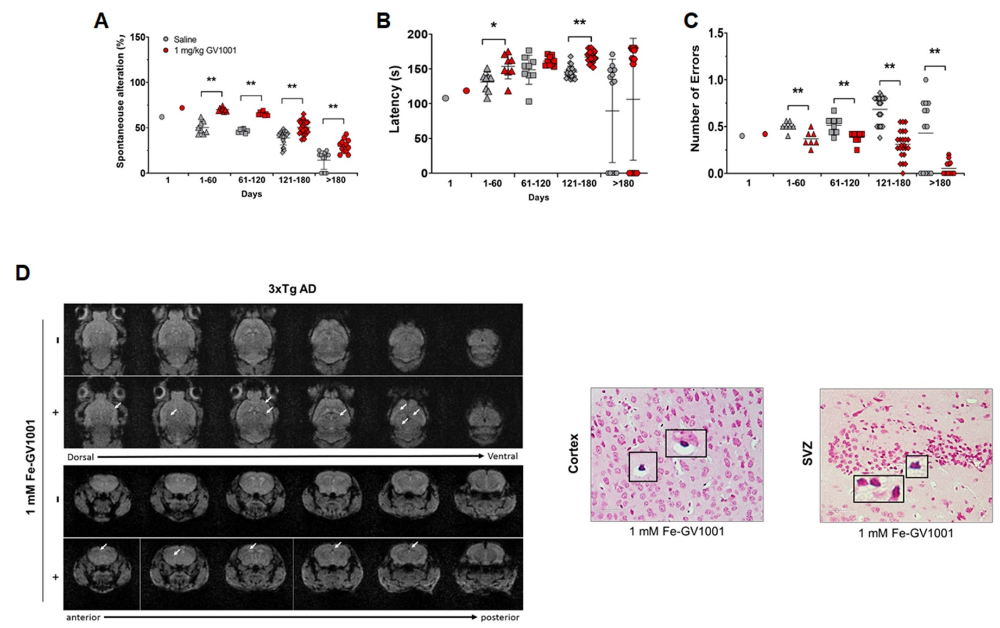 A
Spontaneouse alteration (%)
150
100
50
0
Saline
1 mg/kg GV1001
**
**
**
**
1
1-60
61-120
121-180
>180
Days
B
Latency (s)
200
150
100
50
0
*
**
1
1-60
61-120
121-180
>180
Days
C
Number of Errors
1.5
1.0
0.5
0.0
**
**
**
**
1
1-60
61-120
121-180
>180
D
3xTg AD
1 mM Fe-GV1001
-
+
Dorsal
Ventral
-
+
anterior
posterior
Cortex
1 mM Fe-GV1001
SVZ
1 mM Fe-GV1001